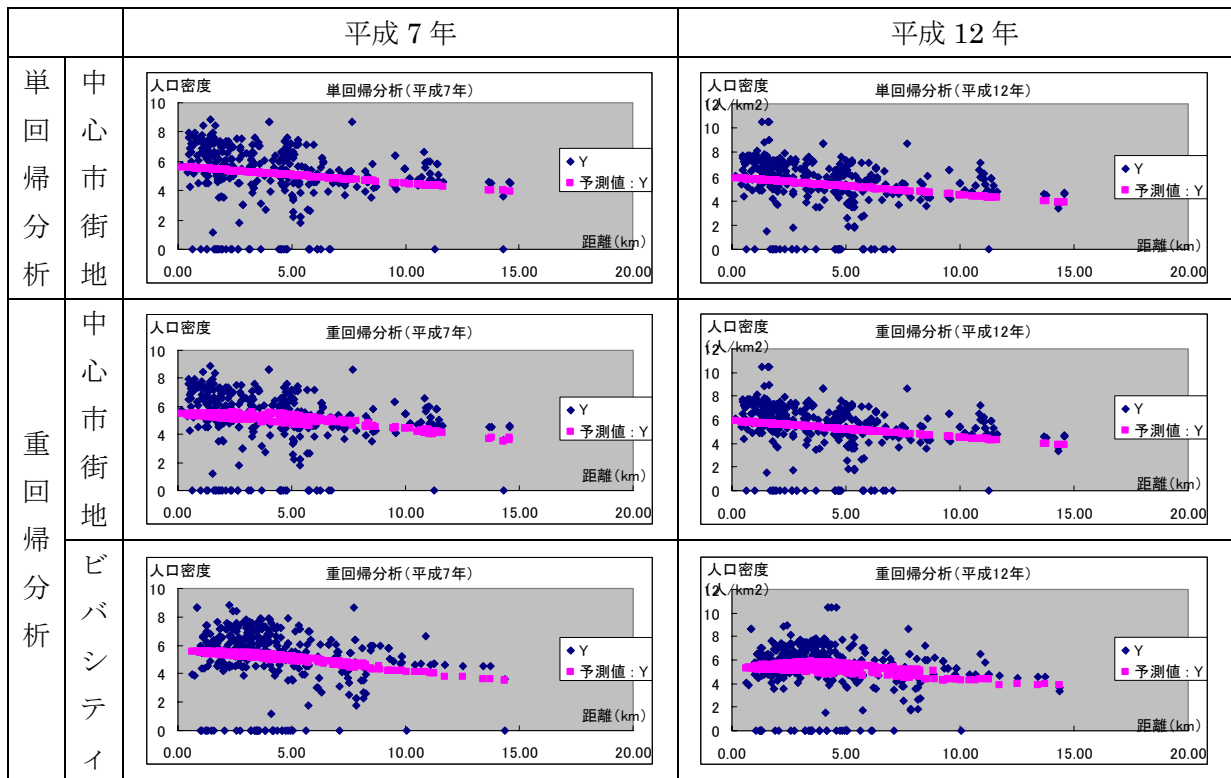 平成 7 年
平成 12 年
単回帰分析
中心市街地
人口密度
単回帰分析(平成7年)
10
8
6
4
2
0
Y
予測値 : Y
距離(km)
0.00
5.00
10.00
15.00
20.00
人口密度
(人/km2)
単回帰分析(平成12年)
12
10
8
6
4
2
0
Y
予測値 : Y
距離(km)
0.00
5.00
10.00
15.00
20.00
重回帰分析
中心市街地
人口密度
重回帰分析(平成7年)
10
8
6
4
2
0
Y
予測値 : Y
距離(km)
0.00
5.00
10.00
15.00
20.00
人口密度
(人/km2)
重回帰分析(平成12年)
12
10
8
6
4
2
0
Y
予測値 : Y
距離(km)
0.00
5.00
10.00
15.00
20.00
ビバシティ
人口密度
重回帰分析(平成7年)
10
8
6
4
2
0
Y
予測値 : Y
距離(km)
0.00
5.00
10.00
15.00
20.00
人口密度
(人/km2)
重回帰分析(平成12年)
12
10
8
6
4
2
0
Y
予測値 : Y
距離(km)
0.00
5.00
10.00
15.00
20.00